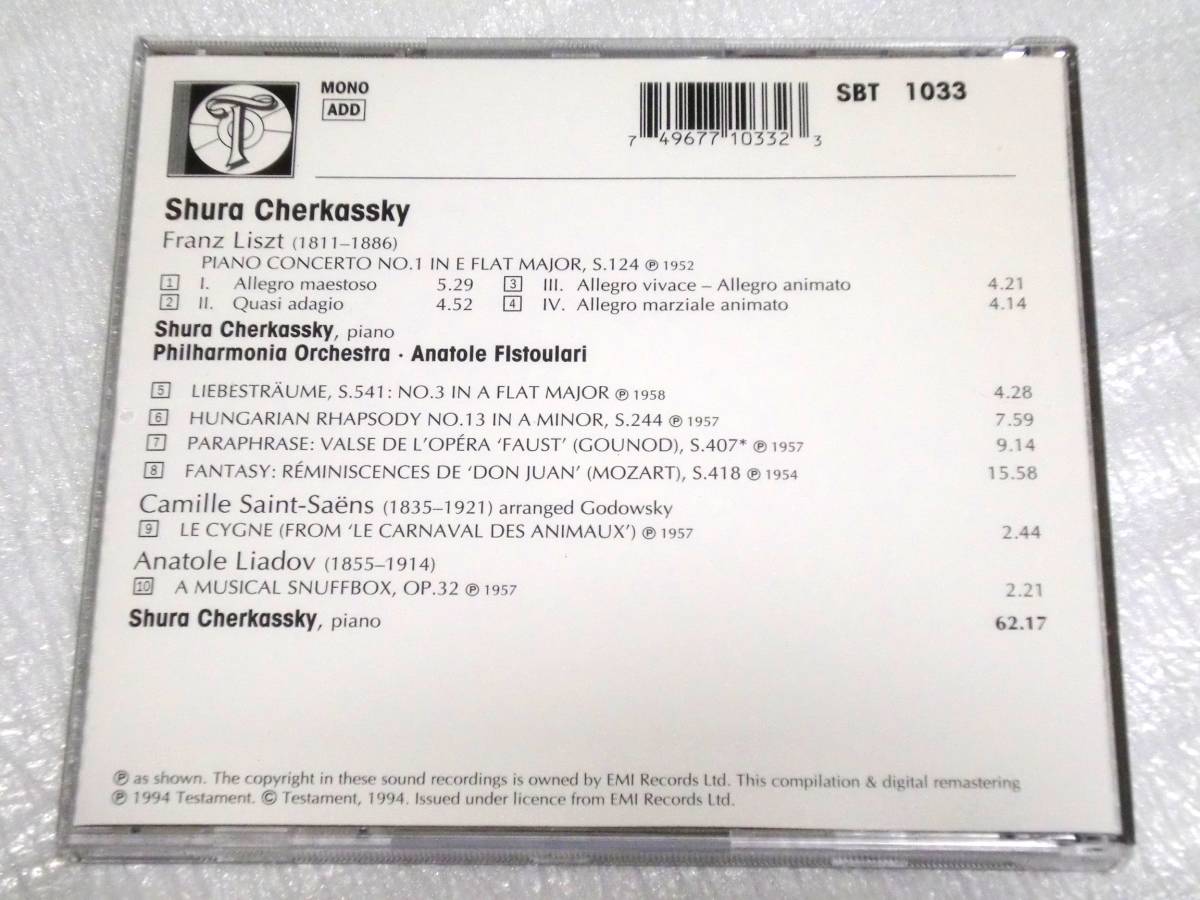 T
MONO
ADD
7 49677 10332 3
SBT 1033
Shura Cherkassky
Franz Liszt (1811–1886)
PIANO CONCERTO NO.1 IN E FLAT MAJOR, S.124 ℗ 1952
1 I. Allegro maestoso 5.29 3 III. Allegro vivace – Allegro animato 4.21
2 II. Quasi adagio 4.52 4 IV. Allegro marziale animato 4.14
Shura Cherkassky, piano
Philharmonia Orchestra · Anatole FIstoulari
5 LIEBESTRÄUME, S.541: NO.3 IN A FLAT MAJOR ℗ 1958 4.28
6 HUNGARIAN RHAPSODY NO.13 IN A MINOR, S.244 ℗ 1957 7.59
7 PARAPHRASE: VALSE DE L'OPÉRA 'FAUST' (GOUNOD), S.407* ℗ 1957 9.14
8 FANTASY: RÉMINISCENCES DE 'DON JUAN' (MOZART), S.418 ℗ 1954 15.58
Camille Saint-Saëns (1835–1921) arranged Godowsky
9 LE CYGNE (FROM 'LE CARNAVAL DES ANIMAUX') ℗ 1957 2.44
Anatole Liadov (1855–1914)
10 A MUSICAL SNUFFBOX, OP.32 ℗ 1957 2.21
Shura Cherkassky, piano 62.17
℗ as shown. The copyright in these sound recordings is owned by EMI Records Ltd. This compilation & digital remastering
℗ 1994 Testament. © Testament, 1994. Issued under licence from EMI Records Ltd.